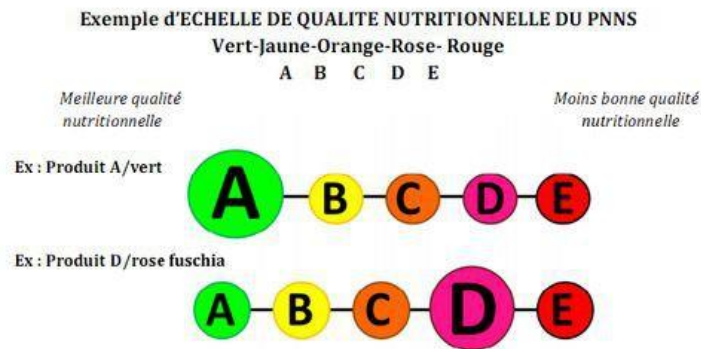 Exemple d'ECHELLE DE QUALITE NUTRITIONNELLE DU PNNS
Vert-Jaune-Orange-Rose- Rouge
A B C D E
Meilleure qualité
nutritionnelle
Moins bonne qualité
nutritionnelle
Ex : Produit A/vert
A B C D E
Ex : Produit D/rose fuschia
A B C D E